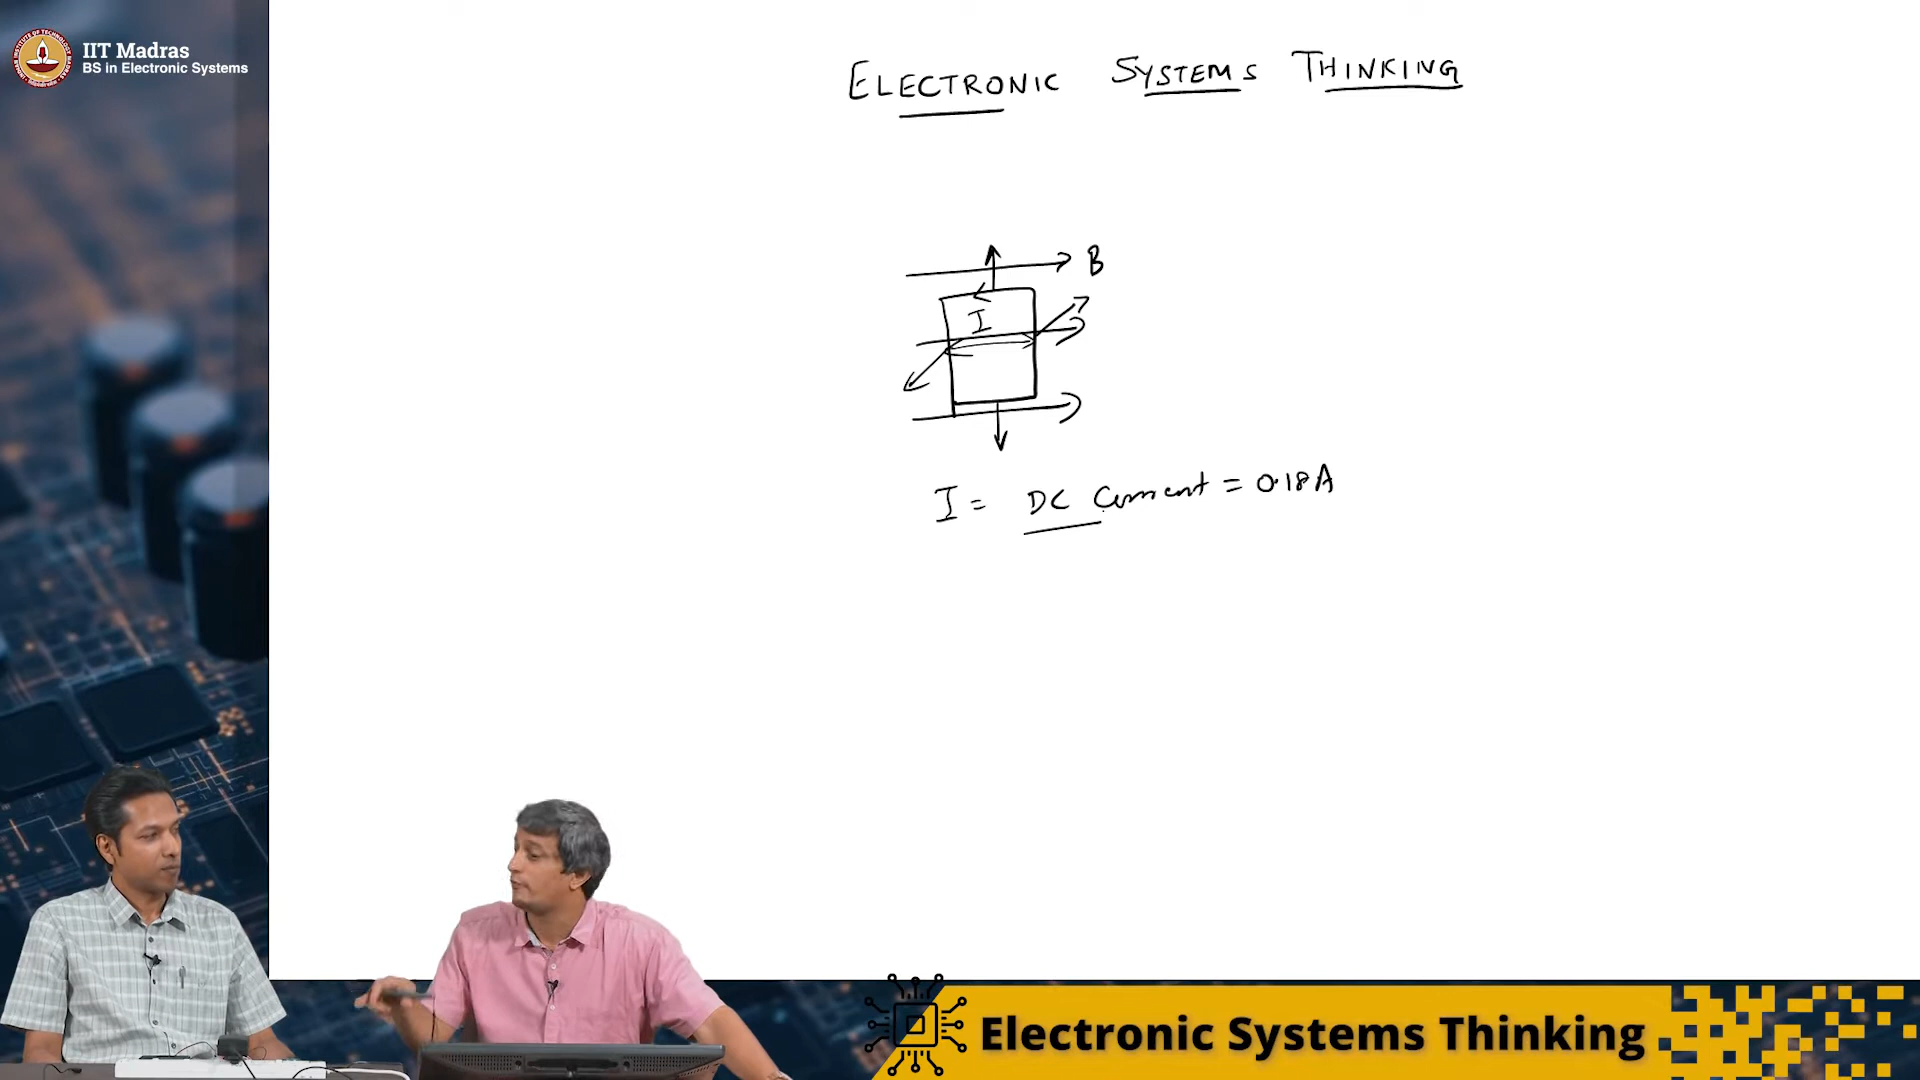 IIT Madras
BS in Electronic Systems
ELECTRONIC SYSTEMS THINKING
B
I
I = DC Current = 0.18A
Electronic Systems Thinking